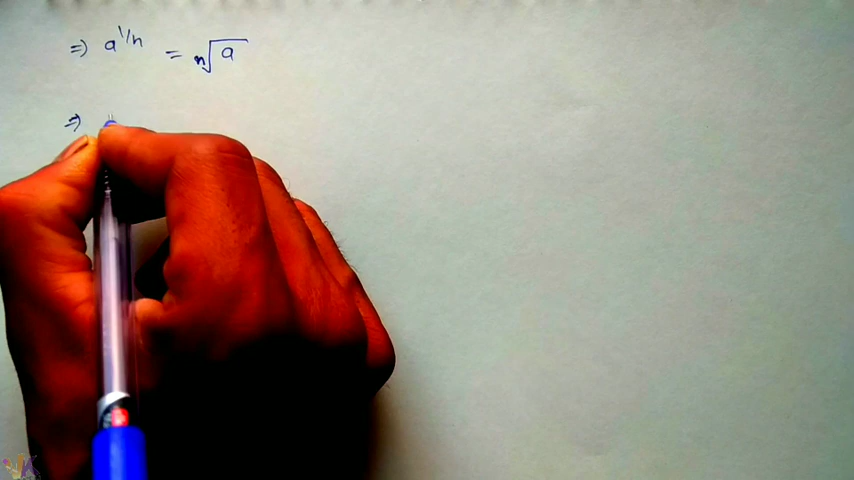 ⇒ a^1/n = ⁿ√a
⇒